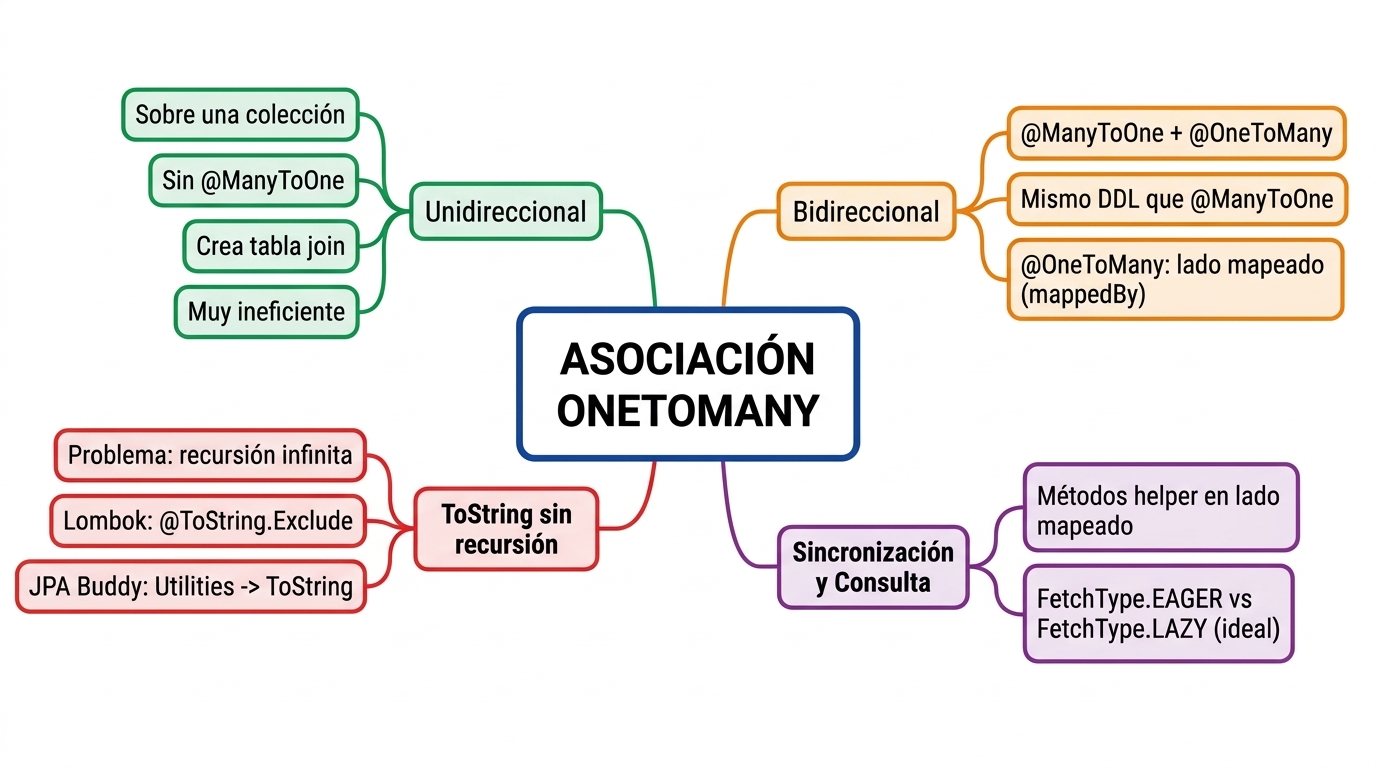 ASOCIACIÓN
ONETOMANY
Unidireccional
Sobre una colección
Sin @ManyToOne
Crea tabla join
Muy ineficiente
Bidireccional
@ManyToOne + @OneToMany
Mismo DDL que @ManyToOne
@OneToMany: lado mapeado
(mappedBy)
ToString sin
recursión
Problema: recursión infinita
Lombok: @ToString.Exclude
JPA Buddy: Utilities -> ToString
Sincronización
y Consulta
Métodos helper en lado
mapeado
FetchType.EAGER vs
FetchType.LAZY (ideal)